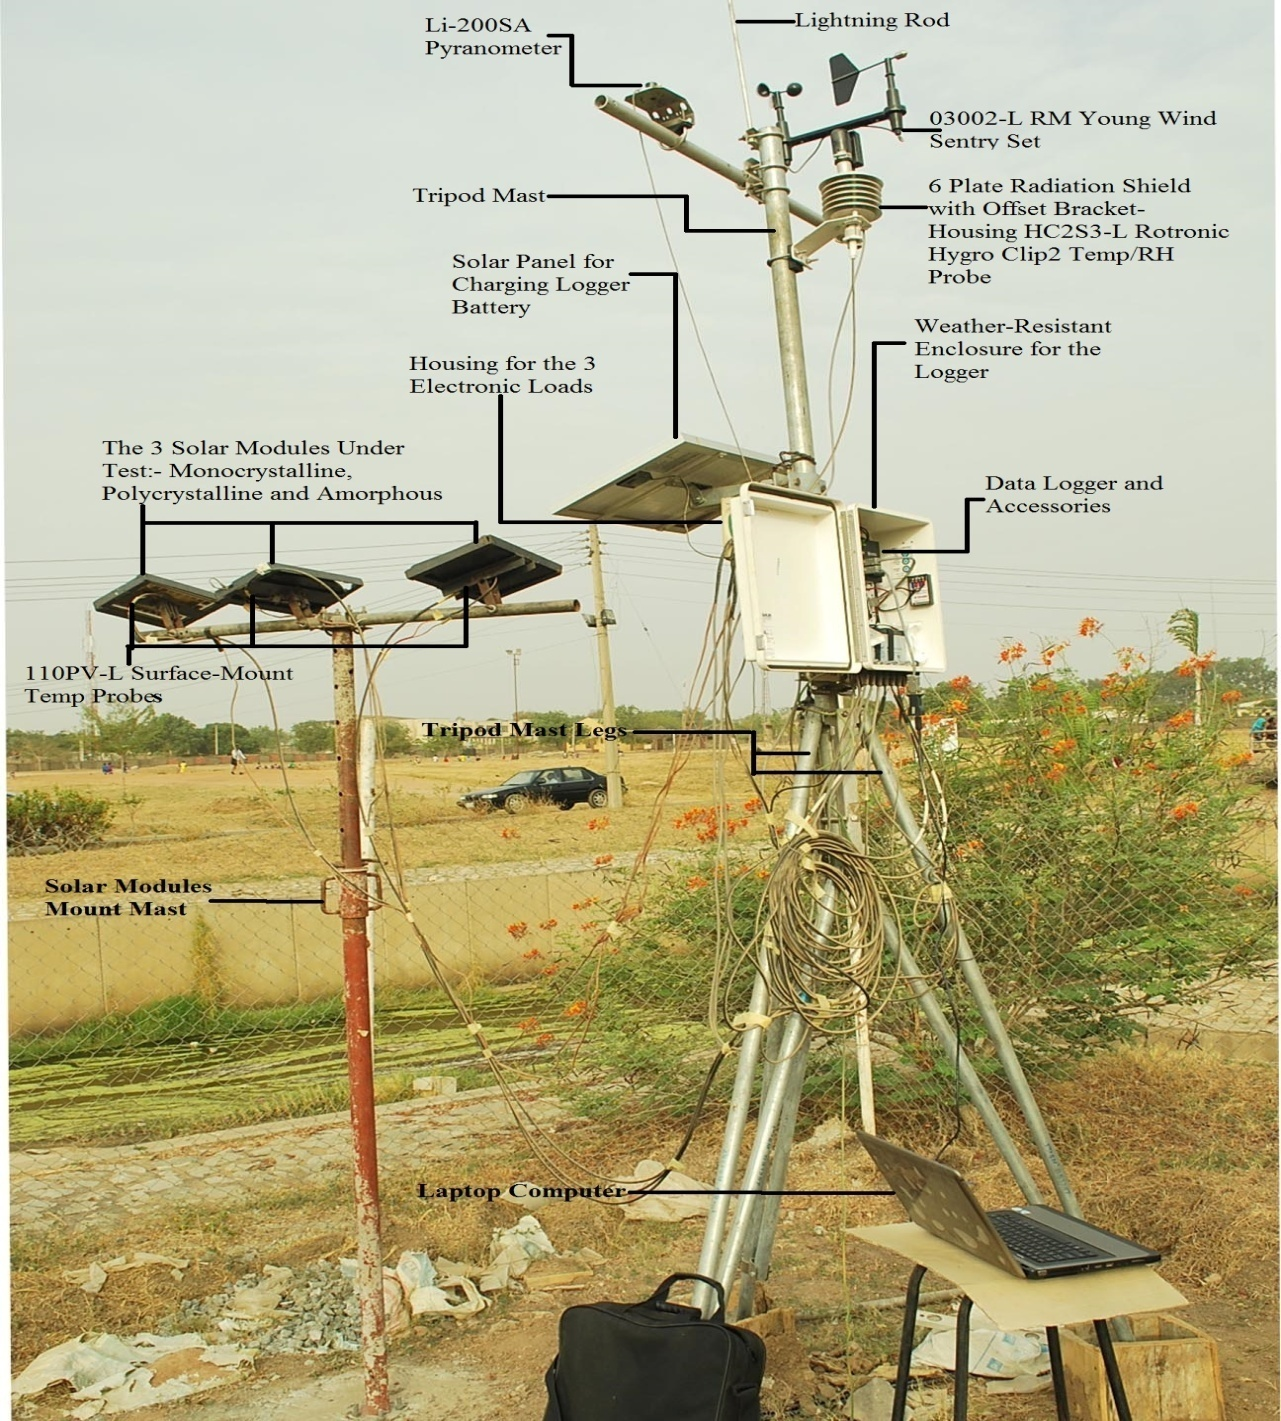 Li-200SA
Pyranometer
Lightning Rod
03002-L RM Young Wind
Sentry Set
Tripod Mast
6 Plate Radiation Shield
with Offset Bracket-
Housing HC2S3-L Rotronic
Hygro Clip2 Temp/RH
Probe
Solar Panel for
Charging Logger
Battery
Weather-Resistant
Enclosure for the
Logger
Housing for the 3
Electronic Loads
The 3 Solar Modules Under
Test:- Monocrystalline,
Polycrystalline and Amorphous
Data Logger and
Accessories
110PV-L Surface-Mount
Temp Probes
Tripod Mast Legs
Solar Modules
Mount Mast
Laptop Computer